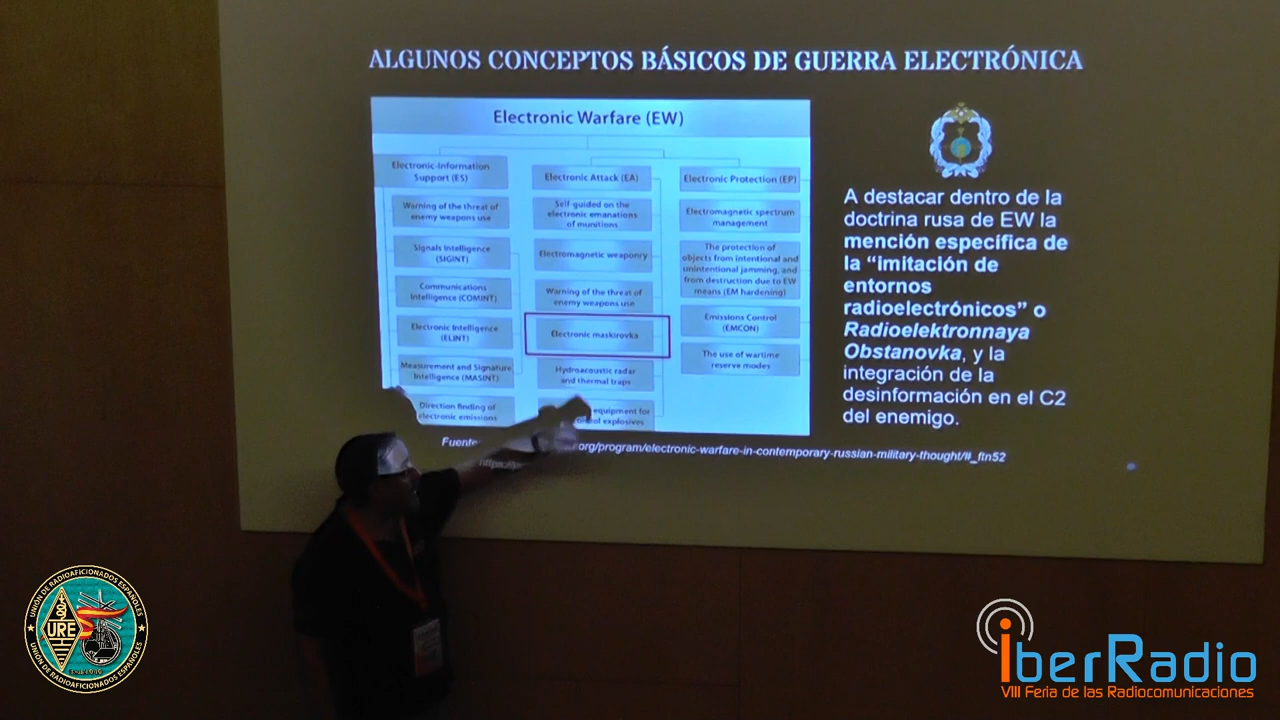 ALGUNOS CONCEPTOS BÁSICOS DE GUERRA ELECTRÓNICA
Electronic Warfare (EW)
Electronic-Information
Support (ES)
Warning of the threat of
enemy weapons use
Signals Intelligence
(SIGINT)
Communications
Intelligence (COMINT)
Electronic Intelligence
(ELINT)
Measurement and Signature
Intelligence (MASINT)
Direction finding of
electronic emissions
Electronic Attack (EA)
Self-guided on the
electronic emanations
of munitions
Electromagnetic weaponry
Warning of the threat of
enemy weapons use
Electronic maskirovka
Hydroacoustic radar
and thermal traps
equipment for
explosives
Electronic Protection (EP)
Electromagnetic spectrum
management
The protection of
objects from intentional and
unintentional jamming, and
from destruction due to EW
means (EM hardening)
Emissions Control
(EMCON)
The use of wartime
reserve modes
A destacar dentro de la
doctrina rusa de EW la
mención específica de
la “imitación de
entornos
radioelectrónicos” o
Radioelektronnaya
Obstanovka, y la
integración de la
desinformación en el C2
del enemigo.
org/program/electronic-warfare-in-contemporary-russian-military-thought/#_ftn52
UNIÓN DE RADIOAFICIONADOS ESPAÑOLES
URE
UNIÓN DE RADIOAFICIONADOS ESPAÑOLES
iberRadio
VIII Feria de las Radiocomunicaciones